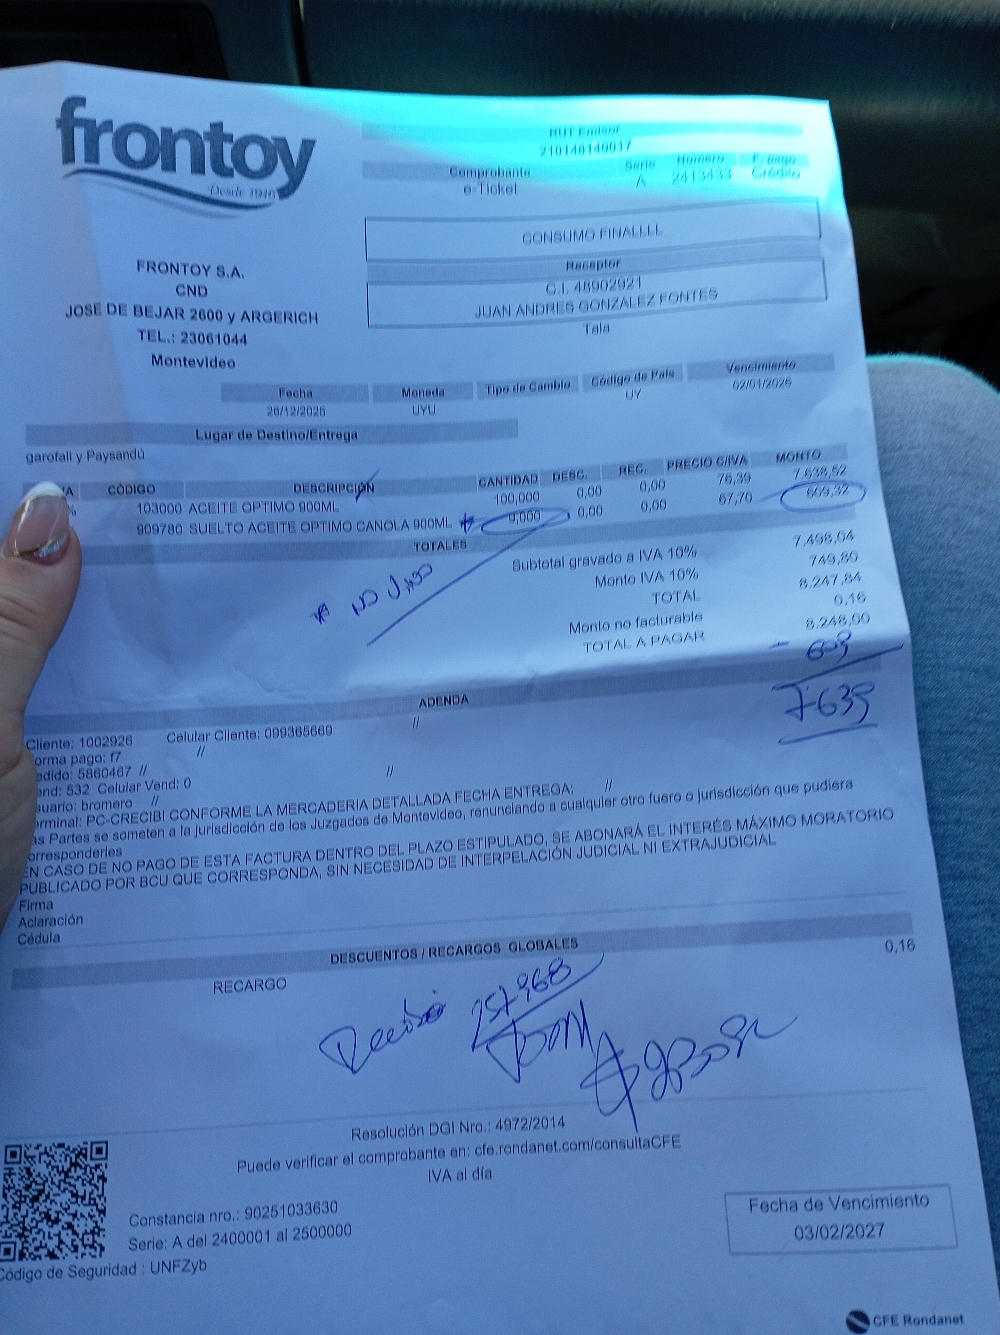 frontoy
Desde 1946
RUT Emisor
210148140017
Comprobante Serie Número F. pago
e-Ticket A 2413433 Crédito
CONSUMO FINALLLL
Receptor
C.I. 48902921
JUAN ANDRES GONZALEZ FONTES
Tala
FRONTOY S.A.
CND
JOSE DE BEJAR 2600 y ARGERICH
TEL.: 23061044
Montevideo
Fecha Moneda Tipo de Cambio Código de País Vencimiento
26/12/2025 UYU UY 02/01/2026
Lugar de Destino/Entrega
garofali y Paysandú
CÓDIGO DESCRIPCIÓN CANTIDAD DESC. REC. PRECIO C/IVA MONTO
103000 ACEITE OPTIMO 900ML 100,000 0,00 0,00 76,39 7.638,52
% 909780 SUELTO ACEITE OPTIMO CANOLA 900ML * 9,000 0,00 0,00 67,70 609,32
TOTALES
Subtotal gravado a IVA 10% 7.498,04
Monto IVA 10% 749,80
TOTAL 8.247,84
Monto no facturable 0,16
TOTAL A PAGAR 8.248,00
* NO VINO
- 609
7639
ADENDA
//
Cliente: 1002926 Celular Cliente: 099365669
orma pago: f7 //
edido: 5860467 //
end: 532 Celular Vend: 0 //
suario: bromero //
erminal: PC-CRECIBI CONFORME LA MERCADERIA DETALLADA FECHA ENTREGA: //
as Partes se someten a la jurisdicción de los Juzgados de Montevideo, renunciando a cualquier otro fuero o jurisdicción que pudiera
orresponderles
EN CASO DE NO PAGO DE ESTA FACTURA DENTRO DEL PLAZO ESTIPULADO, SE ABONARÁ EL INTERÉS MÁXIMO MORATORIO
PUBLICADO POR BCU QUE CORRESPONDA, SIN NECESIDAD DE INTERPELACIÓN JUDICIAL NI EXTRAJUDICIAL
Firma
Aclaración
Cédula
DESCUENTOS / RECARGOS GLOBALES
RECARGO 0,16
Recibo
Resolución DGI Nro.: 4972/2014
Puede verificar el comprobante en: cfe.rondanet.com/consultaCFE
IVA al día
Constancia nro.: 90251033630
Serie: A del 2400001 al 2500000
Código de Seguridad : UNFZyb
Fecha de Vencimiento
03/02/2027
CFE Rondanet